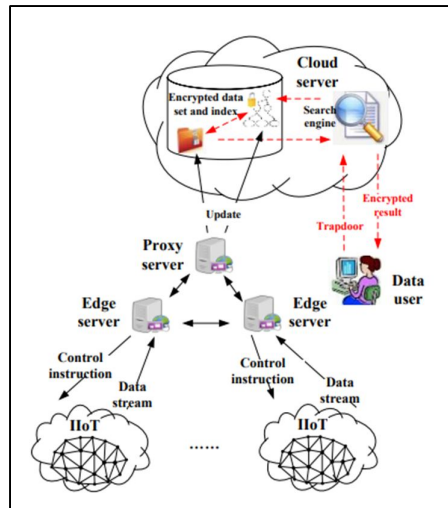 Cloud
server
Encrypted data
set and index
Search
engine
Update
Trapdoor
Encrypted
result
Proxy
server
Data
user
Edge
server
Edge
server
Control
instruction
Data
stream
Control
instruction
Data
stream
IIoT
......
IIoT